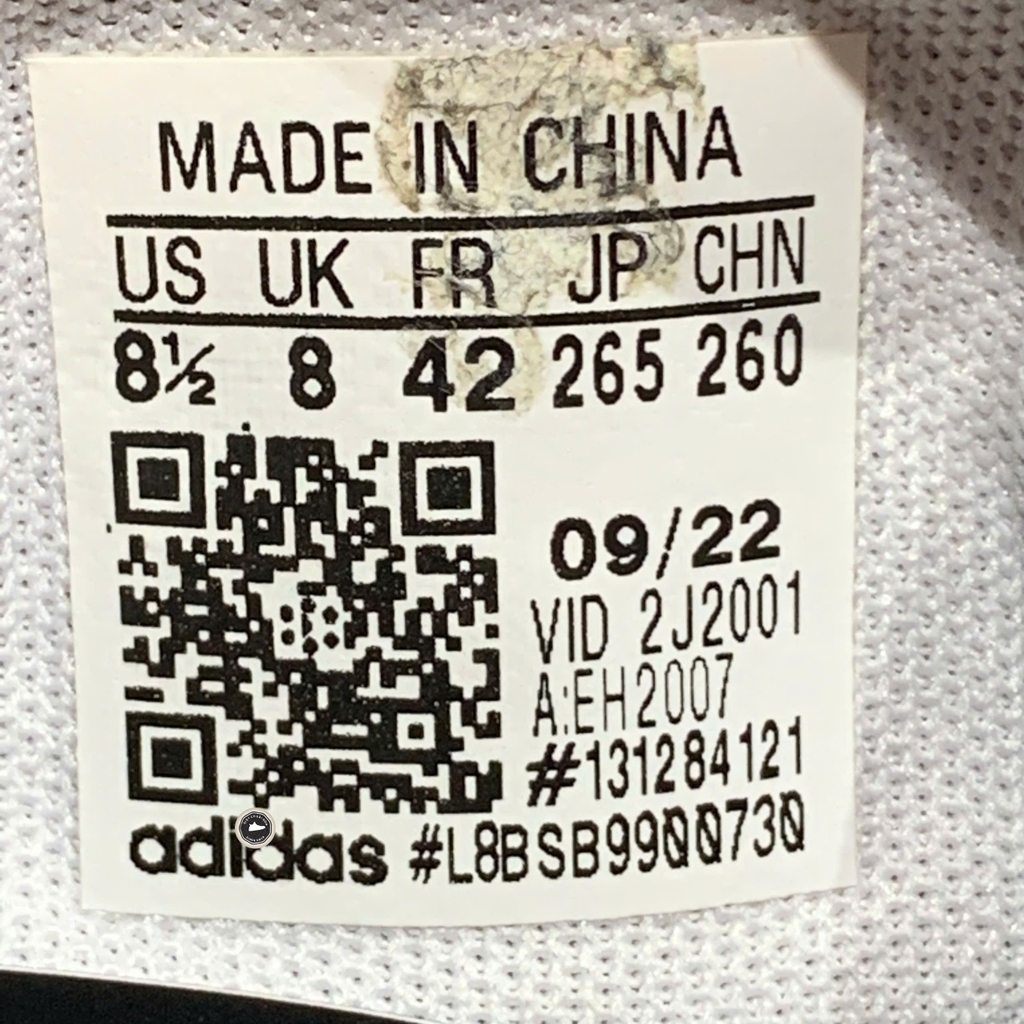 MADE IN CHINA
US UK FR JP CHN
8½ 8 42 265 260
09/22
VID 2J2001
A:EH2007
#131284121
adidas #L8BSB9900730